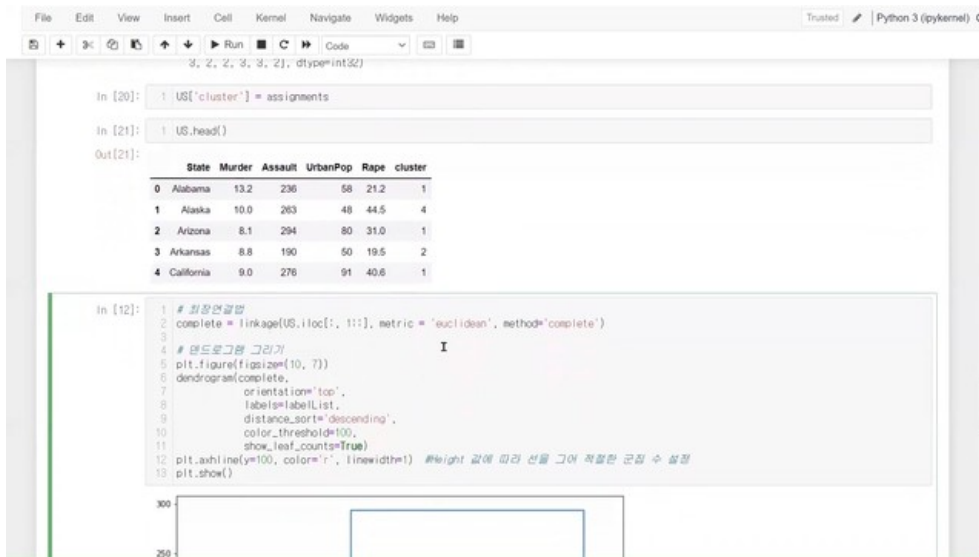 File Edit View Insert Cell Kernel Navigate Widgets Help Trusted Python 3 (ipykernel)
Run Code
3, 2, 2, 3, 3, 2], dtype=int32)
In [20]: 1 US['cluster'] = assignments
In [21]: 1 US.head()
Out[21]:
State Murder Assault UrbanPop Rape cluster
0 Alabama 13.2 236 58 21.2 1
1 Alaska 10.0 263 48 44.5 4
2 Arizona 8.1 294 80 31.0 1
3 Arkansas 8.8 190 50 19.5 2
4 California 9.0 276 91 40.6 1
In [12]: 1 # 최장연결법
2 complete = linkage(US.iloc[:, 1::], metric = 'euclidean', method='complete')
3
4 # 덴드로그램 그리기
5 plt.figure(figsize=(10, 7))
6 dendrogram(complete,
7 orientation='top',
8 labels=labelList,
9 distance_sort='descending',
10 color_threshold=100,
11 show_leaf_counts=True)
12 plt.axhline(y=100, color='r', linewidth=1) #Height 값에 따라 선을 그어 적절한 군집 수 설정
13 plt.show()
300
250